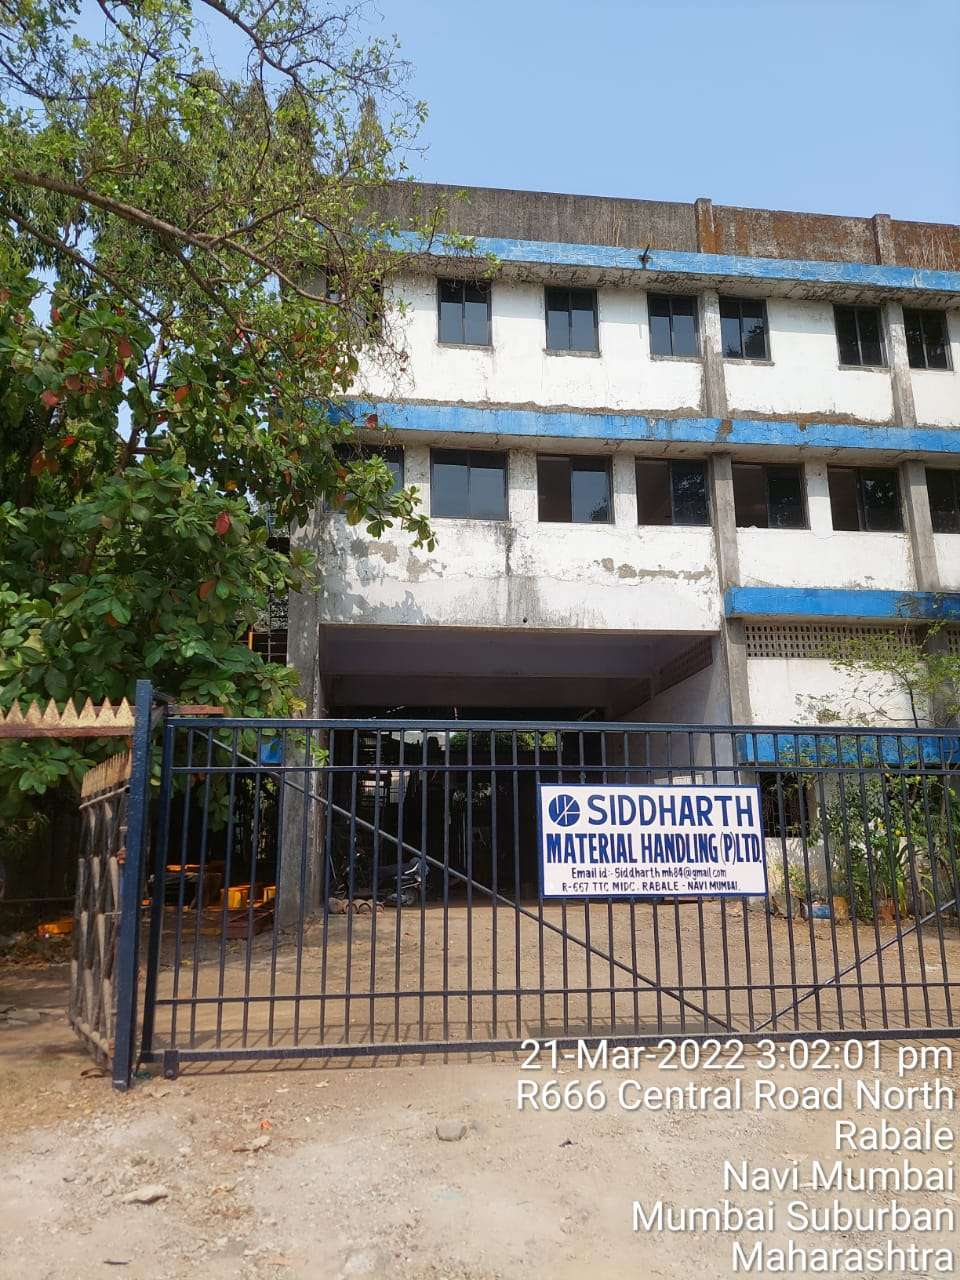 SIDDHARTH
MATERIAL HANDLING (P) LTD.
Email id:- Siddharth mh84@gmail.com
R-667 TTC MIDC. RABALE - NAVI MUMBAI.
21-Mar-2022 3:02:01 pm
R666 Central Road North
Rabale
Navi Mumbai
Mumbai Suburban
Maharashtra